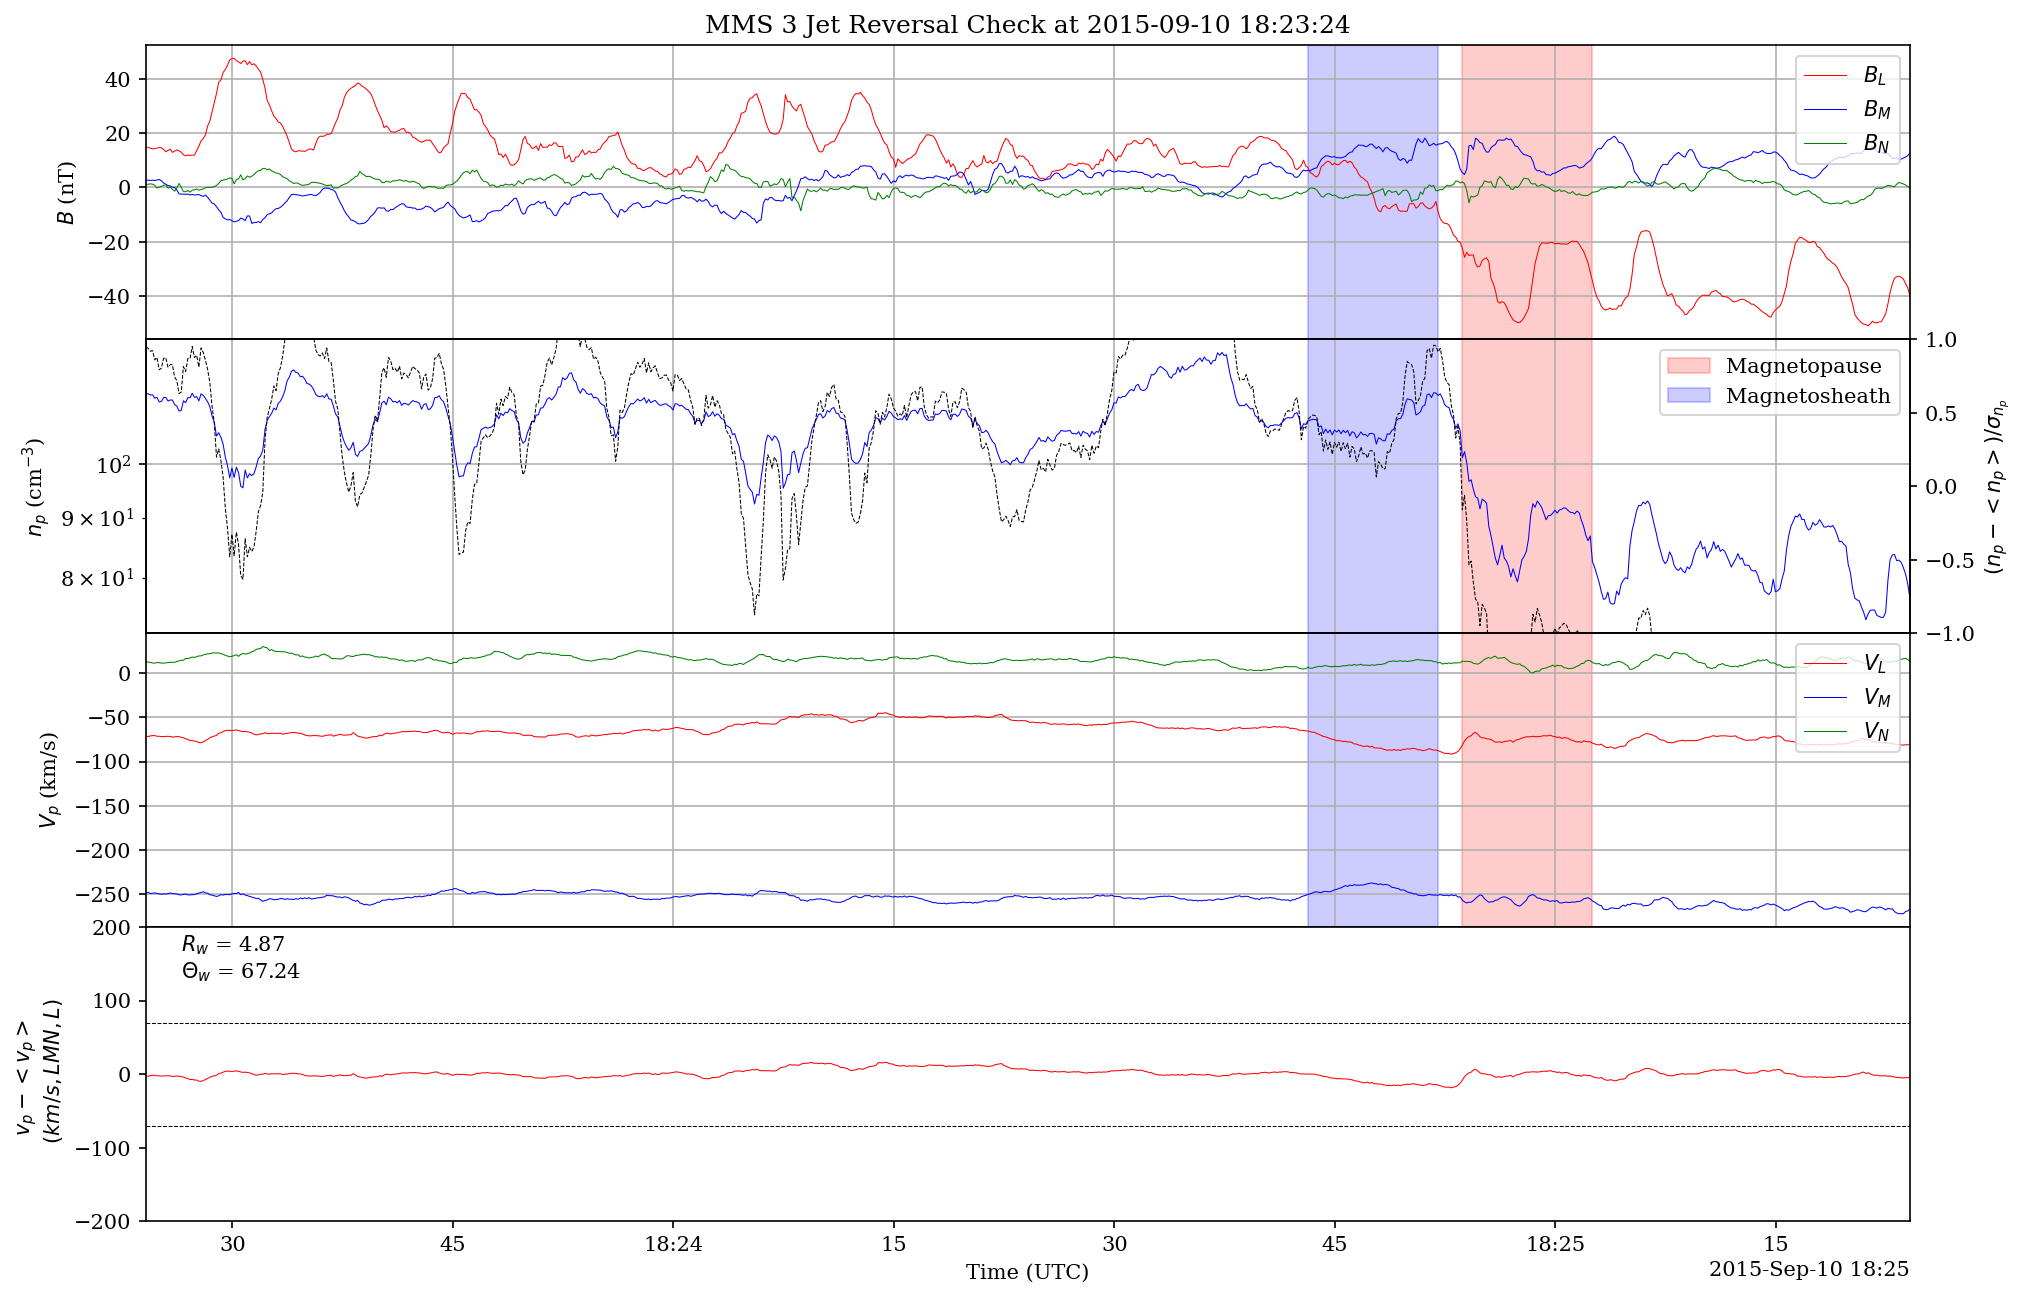 MMS 3 Jet Reversal Check at 2015-09-10 18:23:24
B (nT)
40
20
0
−20
−40
B_L
B_M
B_N
n_p (cm^{−3})
10^2
9 × 10^1
8 × 10^1
1.0
0.5
0.0
−0.5
−1.0
(n_p − < n_p >)/σ_{n_p}
Magnetopause
Magnetosheath
V_p (km/s)
0
−50
−100
−150
−200
−250
V_L
V_M
V_N
v_p − < v_p >
(km/s, LMN, L)
200
100
0
−100
−200
R_w = 4.87
Θ_w = 67.24
30
45
18:24
15
30
45
18:25
15
Time (UTC)
2015-Sep-10 18:25